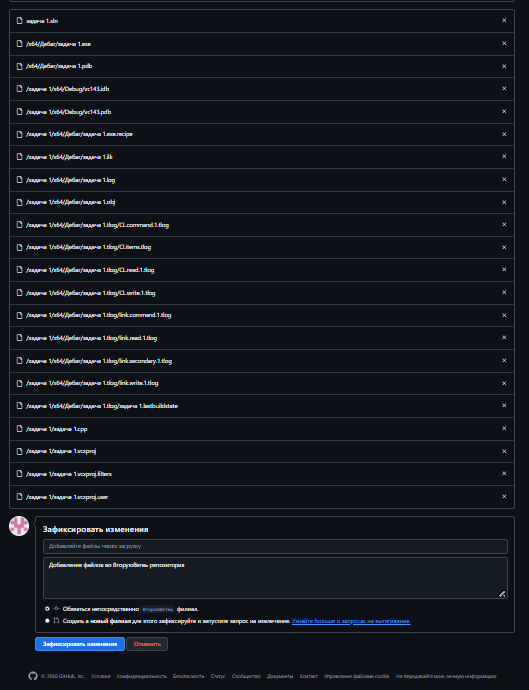 задача 1.sln
/x64/Дебаг/задача 1.exe
/x64/Дебаг/задача 1.pdb
/задача 1/x64/Debug/vc143.idb
/задача 1/x64/Debug/vc143.pdb
/задача 1/x64/Дебаг/задача 1.exe.recipe
/задача 1/x64/Дебаг/задача 1.ilk
/задача 1/x64/Дебаг/задача 1.log
/задача 1/x64/Дебаг/задача 1.obj
/задача 1/x64/Дебаг/задача 1.tlog/CL.command.1.tlog
/задача 1/x64/Дебаг/задача 1.tlog/Cl.items.tlog
/задача 1/x64/Дебаг/задача 1.tlog/CL.read.1.tlog
/задача 1/x64/Дебаг/задача 1.tlog/CL.write.1.tlog
/задача 1/x64/Дебаг/задача 1.tlog/link.command.1.tlog
/задача 1/x64/Дебаг/задача 1.tlog/link.read.1.tlog
/задача 1/x64/Дебаг/задача 1.tlog/link.secondary.1.tlog
/задача 1/x64/Дебаг/задача 1.tlog/link.write.1.tlog
/задача 1/x64/Дебаг/задача 1.tlog/задача 1.lastbuildstate
/задача 1/задача 1.cpp
/задача 1/задача 1.vcxproj
/задача 1/задача 1.vcxproj.filters
/задача 1/задача 1.vcxproj.user
Зафиксировать изменения
Добавляйте файлы через загрузку
Добавление файлов во ВторуюВетвь репозитория
Обязаться непосредственно ВтораяВетвь филиал.
Создать а новый филиал для этого зафиксируйте и запустите запрос на извлечение. Узнайте больше о запросах на вытягивание.
Зафиксировать изменения Отменить
© 2026 GitHub, Inc. Условия Конфиденциальность Безопасность Статус Сообщество Документы Контакт Управление файлами cookie Не передавайте мою личную информацию